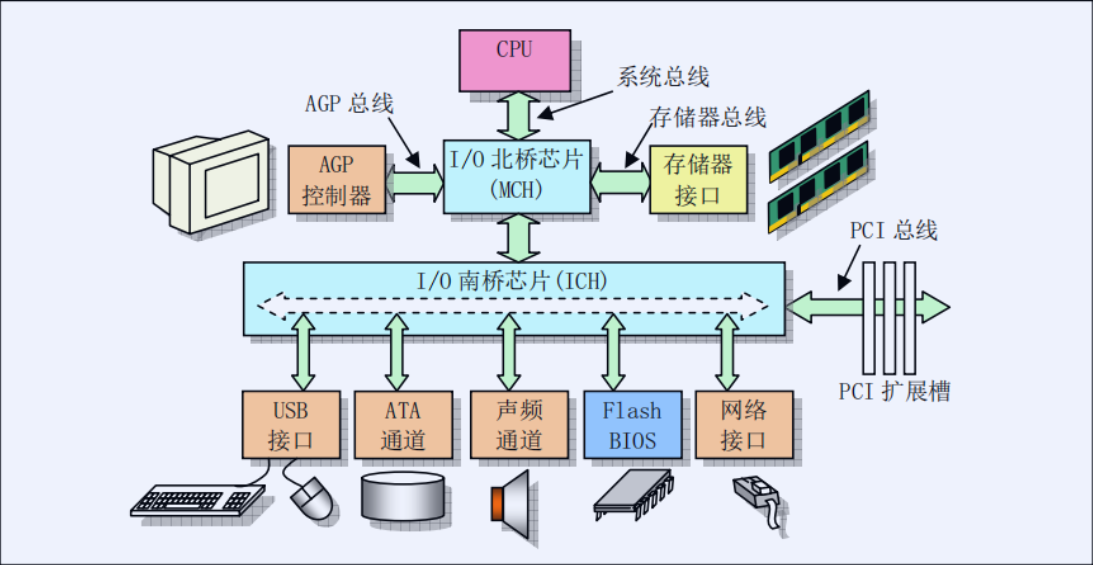 CPU
系统总线
AGP 总线
存储器总线
AGP
控制器
I/O 北桥芯片
(MCH)
存储器
接口
PCI 总线
I/O 南桥芯片(ICH)
PCI 扩展槽
USB
接口
ATA
通道
声频
通道
Flash
BIOS
网络
接口